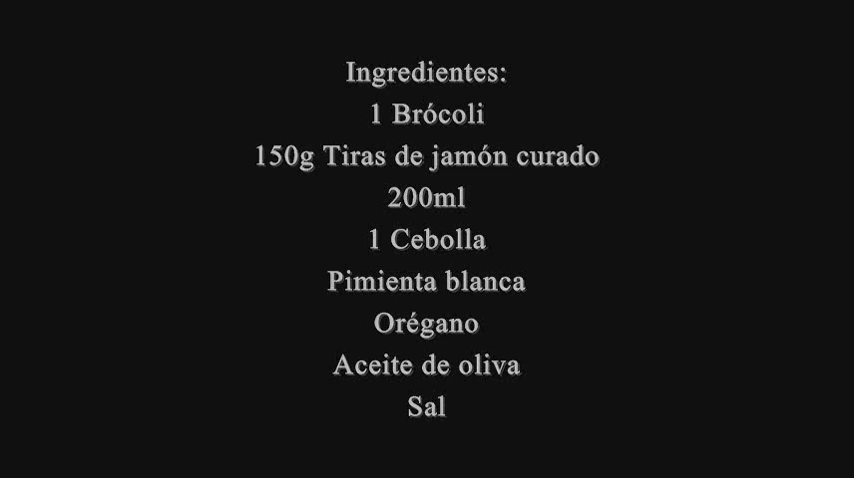 Ingredientes:
1 Brócoli
150g Tiras de jamón curado
200ml
1 Cebolla
Pimienta blanca
Orégano
Aceite de oliva
Sal